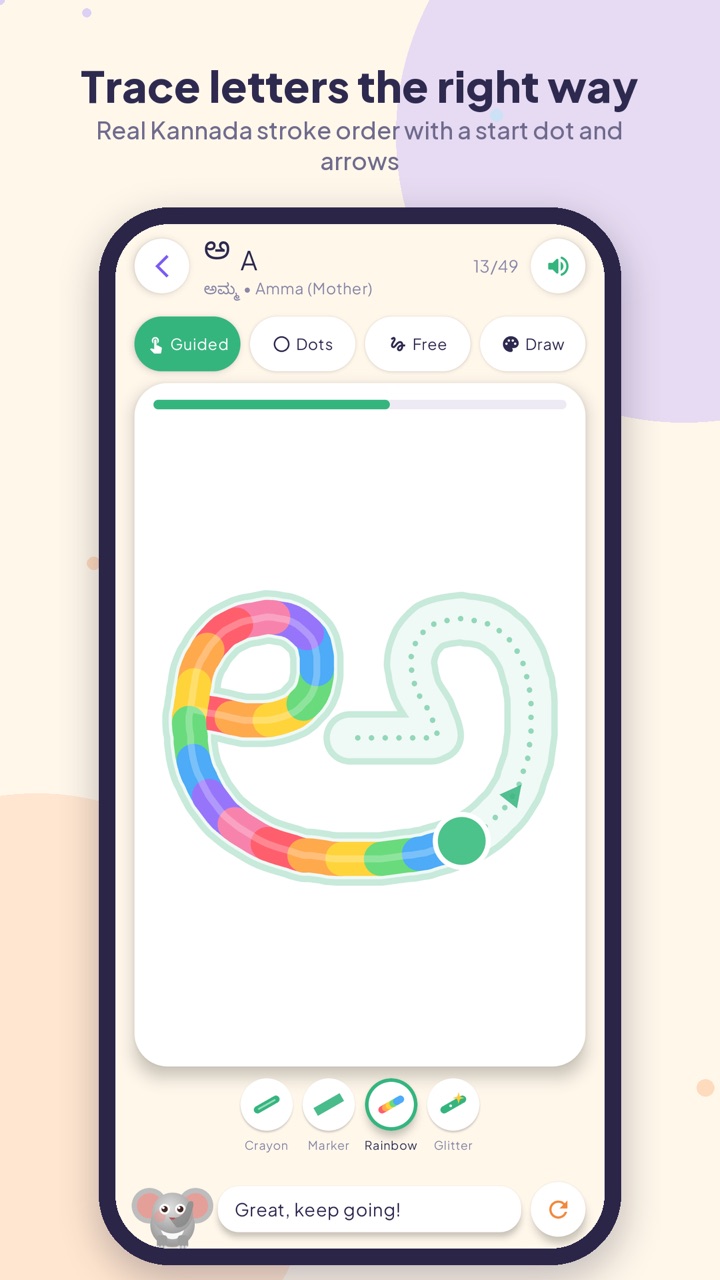 Trace letters the right way
Real Kannada stroke order with a start dot and
arrows
ಅ A
13/49
ಅಮ್ಮ • Amma (Mother)
Guided
Dots
Free
Draw
Crayon
Marker
Rainbow
Glitter
Great, keep going!